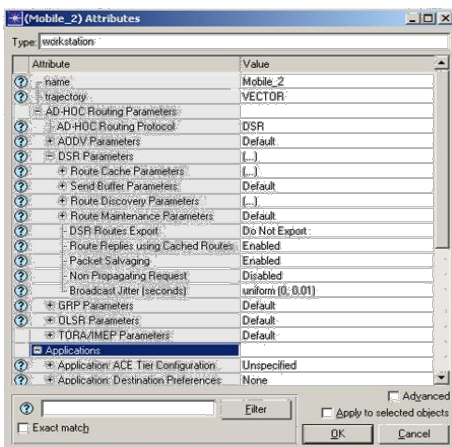 (Mobile_2) Attributes
Type: workstation
Attribute Value
name Mobile_2
trajectory VECTOR
AD-HOC Routing Parameters
AD-HOC Routing Protocol DSR
AODV Parameters Default
DSR Parameters (...)
Route Cache Parameters (...)
Send Buffer Parameters Default
Route Discovery Parameters (...)
Route Maintenance Parameters Default
DSR Routes Export Do Not Export
Route Replies using Cached Routes Enabled
Packet Salvaging Enabled
Non Propagating Request Disabled
Broadcast Jitter (seconds) uniform (0, 0.01)
GRP Parameters Default
OLSR Parameters Default
TORA/IMEP Parameters Default
Applications
Application: ACE Tier Configuration Unspecified
Application: Destination Preferences None
Advanced
Filter
Apply to selected objects
Exact match
OK Cancel